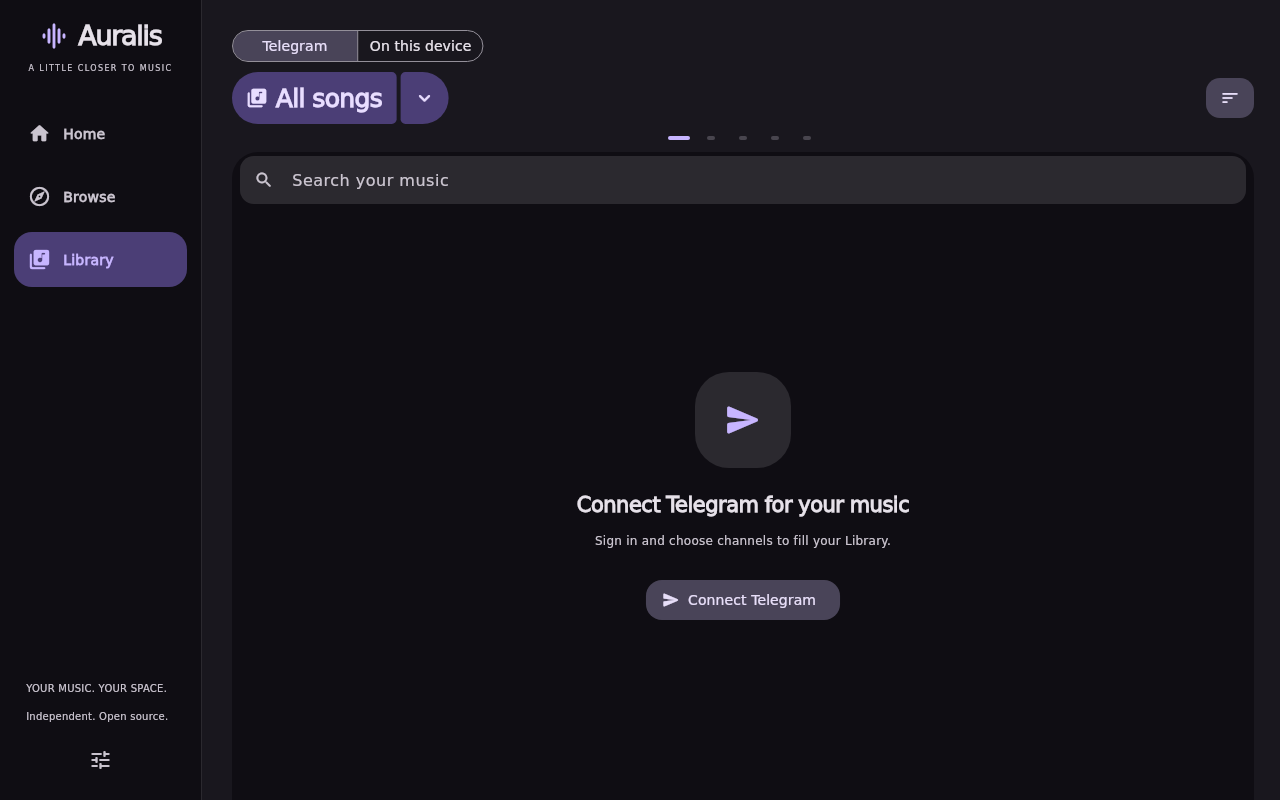 Auralis
A LITTLE CLOSER TO MUSIC
Home
Browse
Library
YOUR MUSIC. YOUR SPACE.
Independent. Open source.
Telegram
On this device
All songs
Search your music
Connect Telegram for your music
Sign in and choose channels to fill your Library.
Connect Telegram